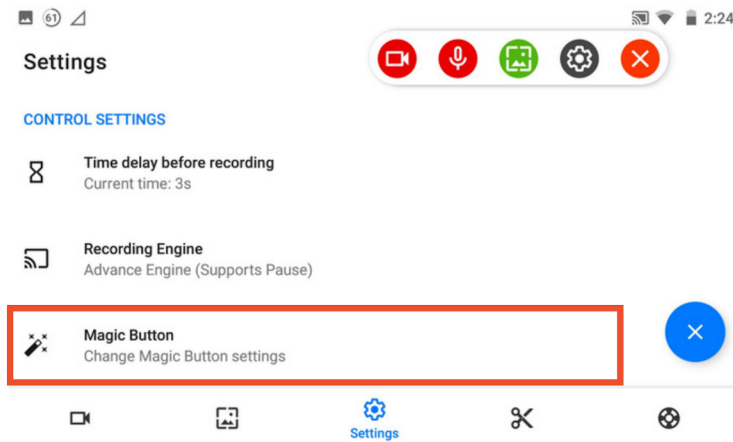 61
2:24
Settings
CONTROL SETTINGS
Time delay before recording
Current time: 3s
Recording Engine
Advance Engine (Supports Pause)
Magic Button
Change Magic Button settings
Settings